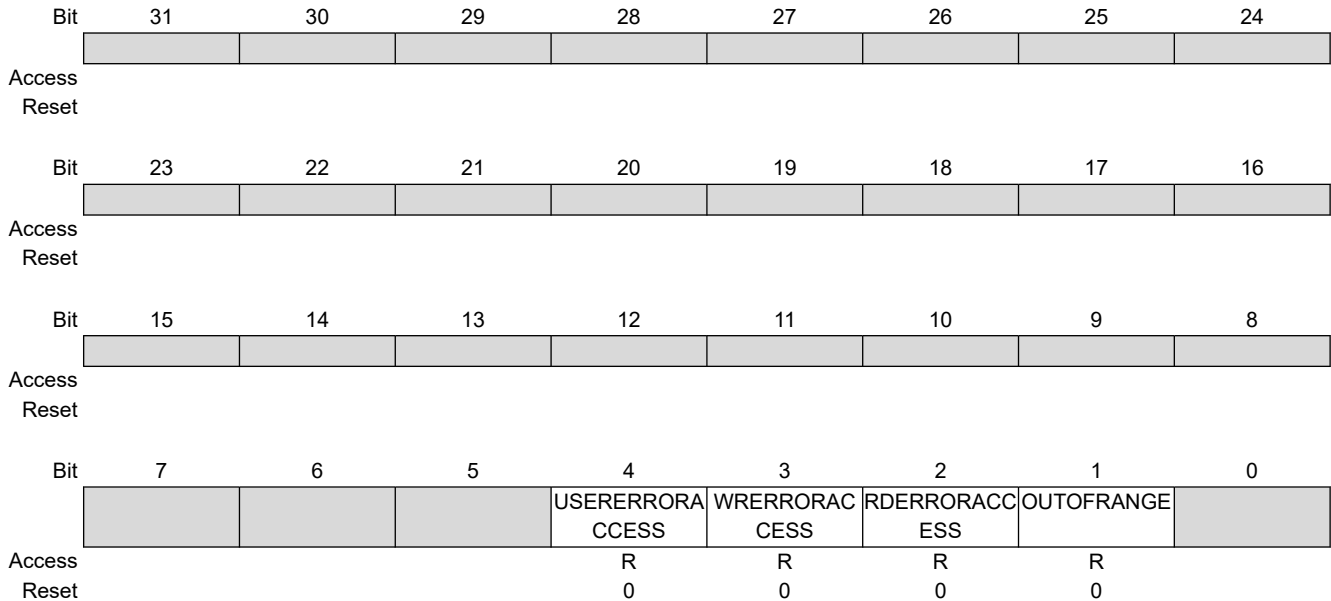 Bit 31 30 29 28 27 26 25 24
Access
Reset
Bit 23 22 21 20 19 18 17 16
Access
Reset
Bit 15 14 13 12 11 10 9 8
Access
Reset
Bit 7 6 5 4 3 2 1 0
USERERRORA WRERRORAC RDERRORACC OUTOFRANGE
CCESS CESS ESS
Access R R R R
Reset 0 0 0 0